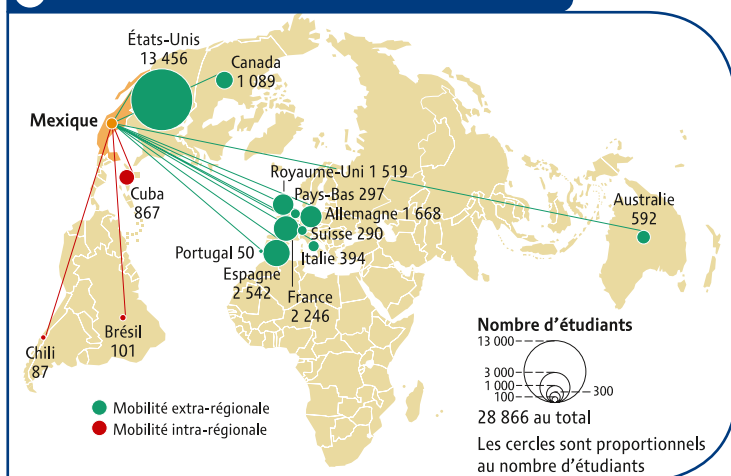 États-Unis
13 456
Canada
1 089
Mexique
Cuba
867
Royaume-Uni 1 519
Pays-Bas 297
Allemagne 1 668
Suisse 290
Italie 394
Portugal 50
Espagne
2 542
France
2 246
Australie
592
Brésil
101
Chili
87
Mobilité extra-régionale
Mobilité intra-régionale
Nombre d'étudiants
13 000
3 000
1 000
300
100
28 866 au total
Les cercles sont proportionnels
au nombre d'étudiants